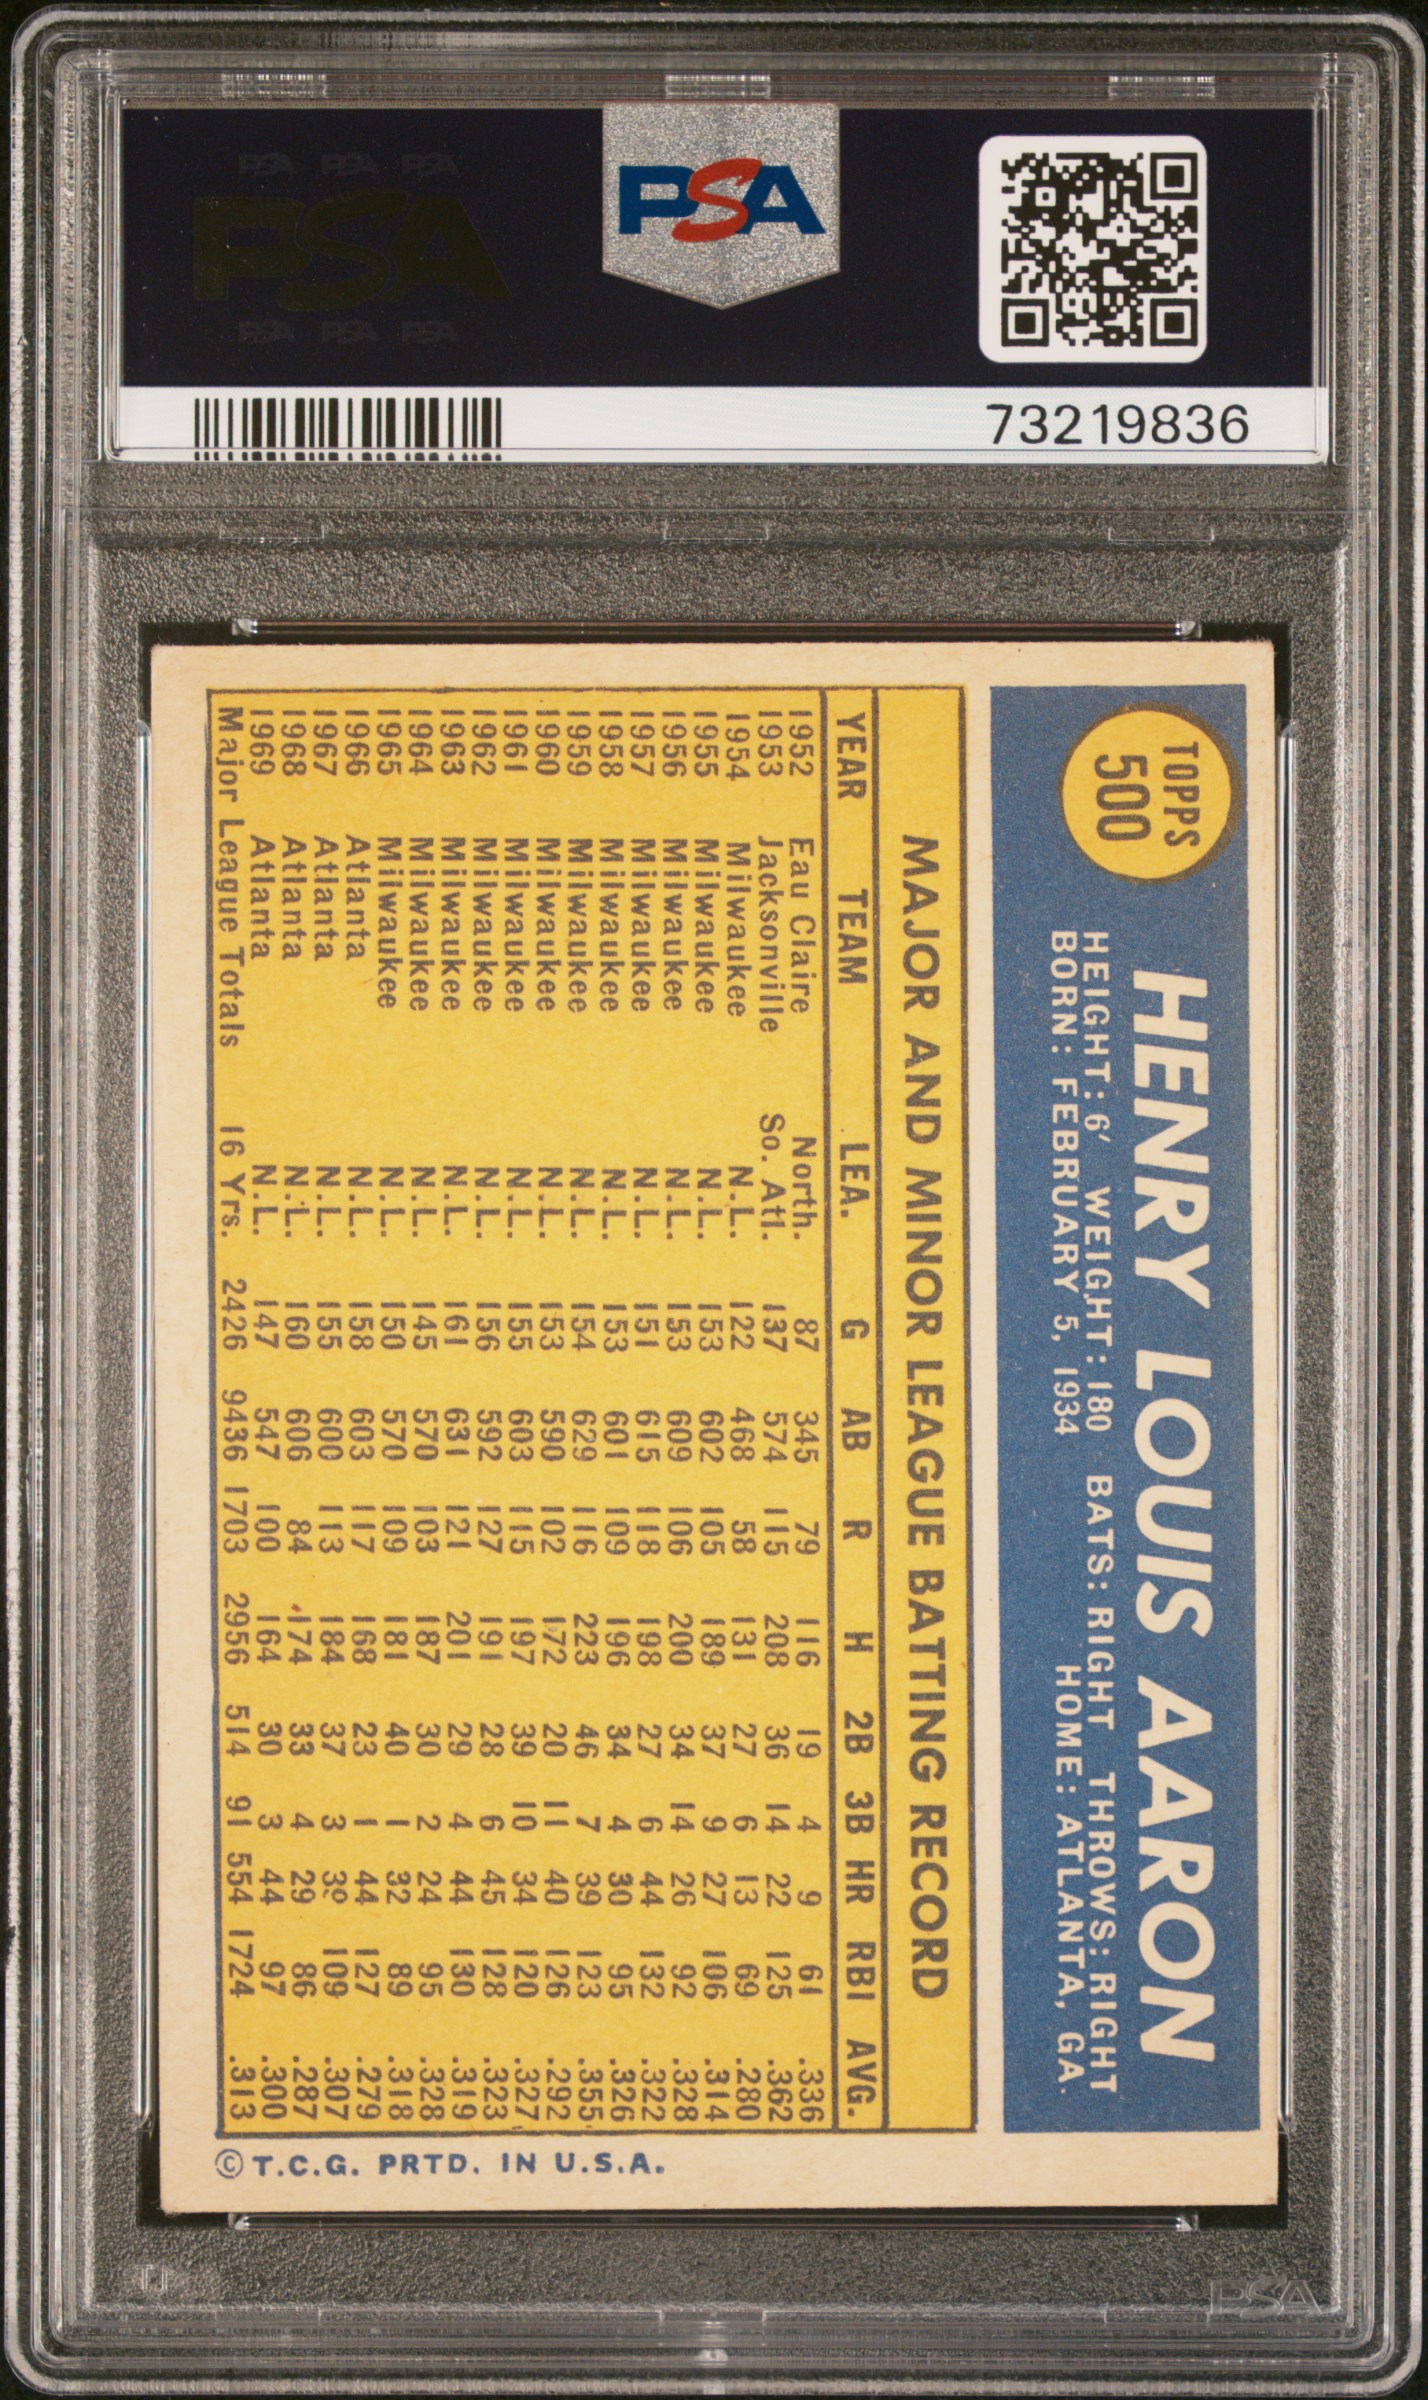 PSA PSA PSA
PSA
PSA PSA PSA
PSA
73219836
TOPPS
500
HENRY LOUIS AARON
HEIGHT: 6' WEIGHT: 180 BATS: RIGHT THROWS: RIGHT
BORN: FEBRUARY 5, 1934 HOME: ATLANTA, GA.
MAJOR AND MINOR LEAGUE BATTING RECORD
YEAR TEAM LEA. G AB R H 2B 3B HR RBI AVG.
1952 Eau Claire North. 87 345 79 116 19 4 9 61 .336
1953 Jacksonville So. Atl. 137 574 115 208 36 14 22 125 .362
1954 Milwaukee N.L. 122 468 58 131 27 6 13 69 .280
1955 Milwaukee N.L. 153 602 105 189 37 9 27 106 .314
1956 Milwaukee N.L. 153 609 106 200 34 14 26 92 .328
1957 Milwaukee N.L. 151 615 118 198 27 6 44 132 .322
1958 Milwaukee N.L. 153 601 109 196 34 4 30 95 .326
1959 Milwaukee N.L. 154 629 116 223 46 7 39 123 .355
1960 Milwaukee N.L. 153 590 102 172 20 11 40 126 .292
1961 Milwaukee N.L. 155 603 115 197 39 10 34 120 .327
1962 Milwaukee N.L. 156 592 127 191 28 6 45 128 .323
1963 Milwaukee N.L. 161 631 121 201 29 4 44 130 .319
1964 Milwaukee N.L. 145 570 103 187 30 2 24 95 .328
1965 Milwaukee N.L. 150 570 109 181 40 1 32 89 .318
1966 Atlanta N.L. 158 603 117 168 23 1 44 127 .279
1967 Atlanta N.L. 155 600 113 184 37 3 39 109 .307
1968 Atlanta N.L. 160 606 84 174 33 4 29 86 .287
1969 Atlanta N.L. 147 547 100 164 30 3 44 97 .300
Major League Totals 16 Yrs. 2426 9436 1703 2956 514 91 554 1724 .313
© T.C.G. PRTD. IN U.S.A.
PSA